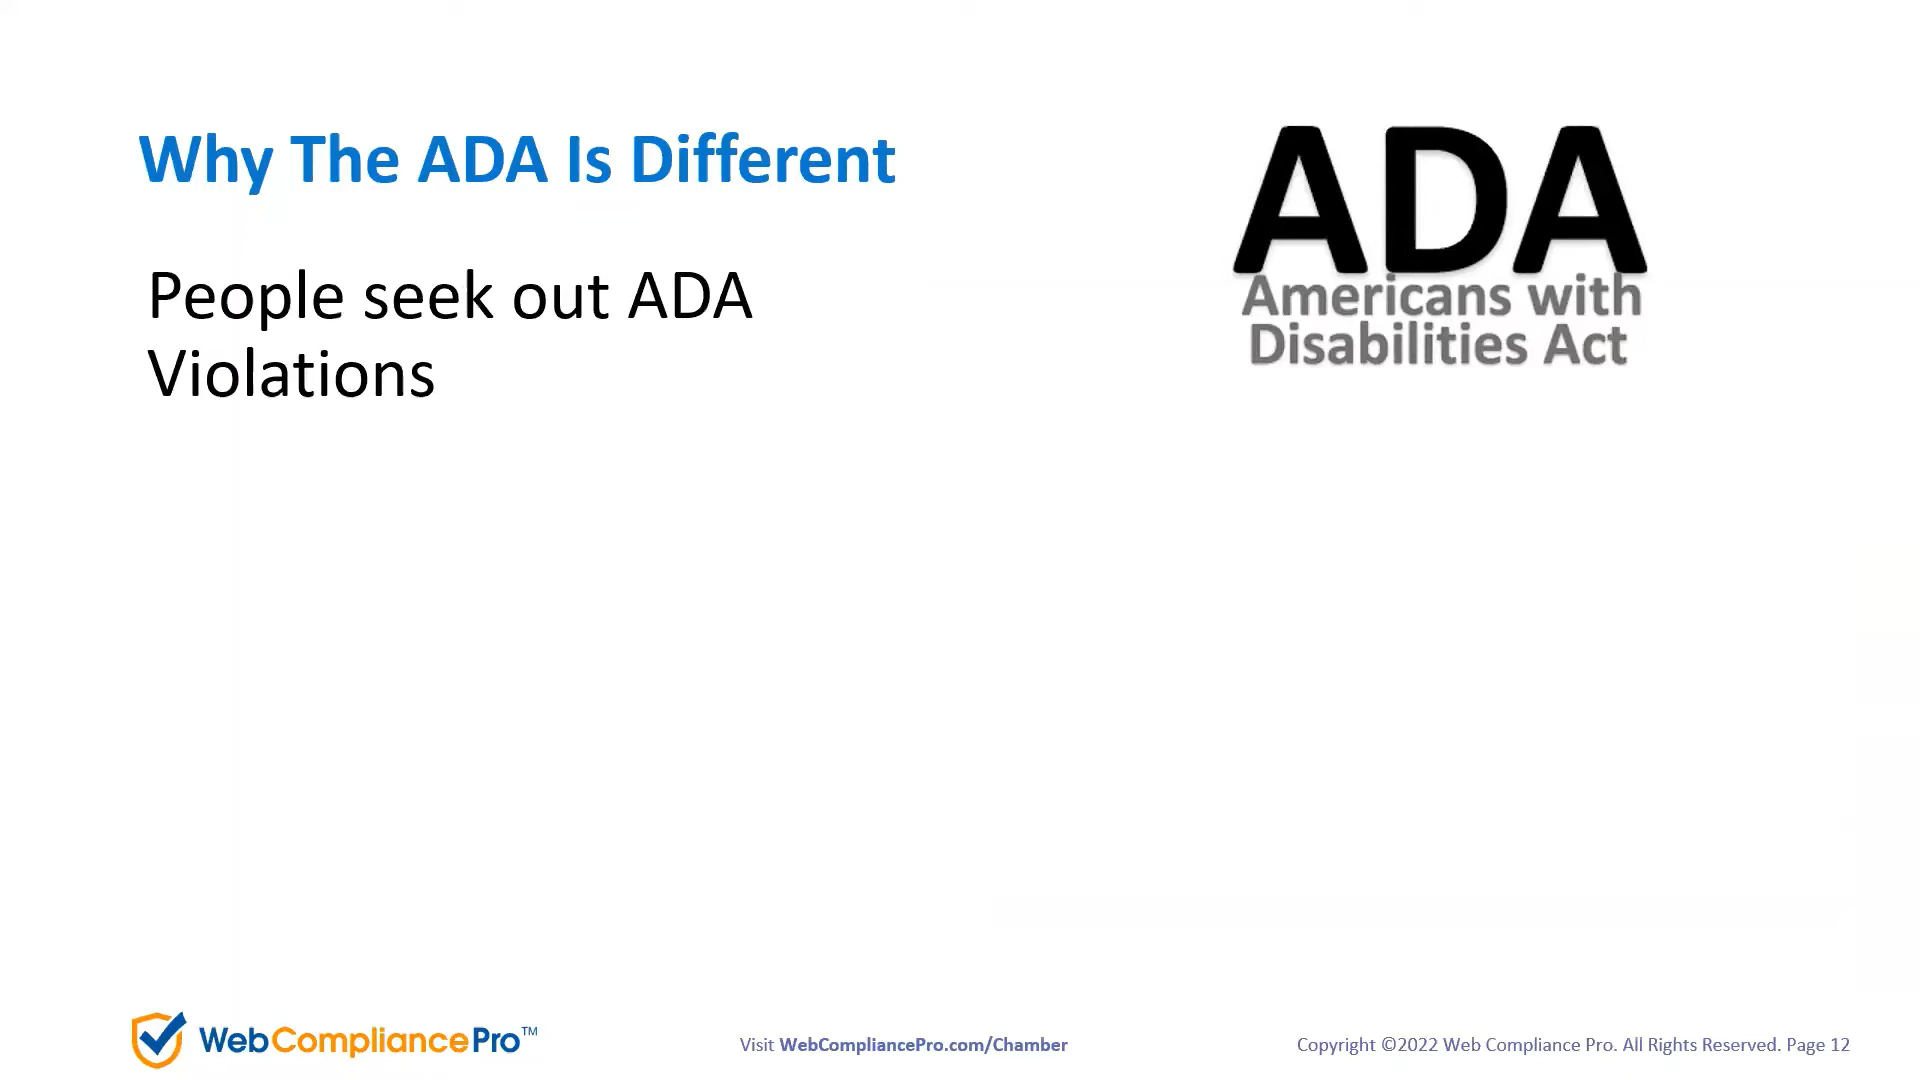 Why The ADA Is Different
People seek out ADA
Violations
ADA
Americans with
Disabilities Act
WebCompliancePro™
Visit WebCompliancePro.com/Chamber
Copyright ©2022 Web Compliance Pro. All Rights Reserved. Page 12